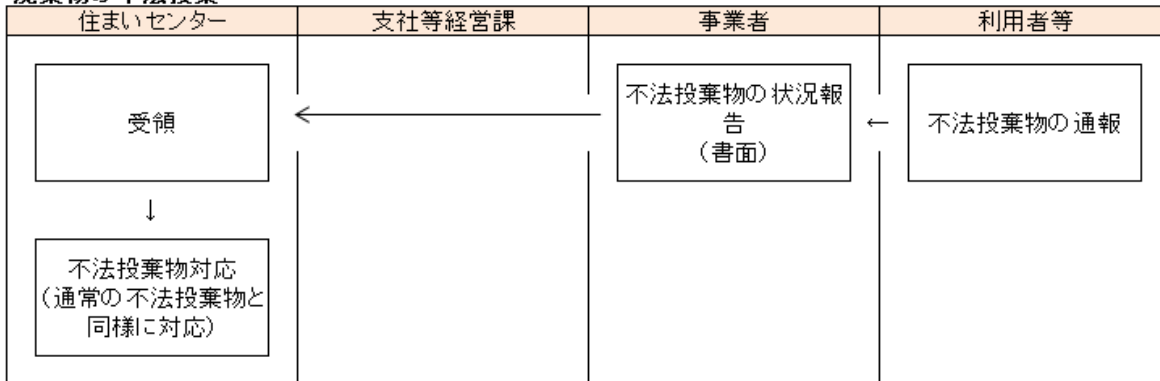 住まいセンター
支社等経営課
事業者
利用者等
受領
←
不法投棄物の状況報
告
（書面）
←
不法投棄物の通報
↓
不法投棄物対応
（通常の不法投棄物と
同様に対応）